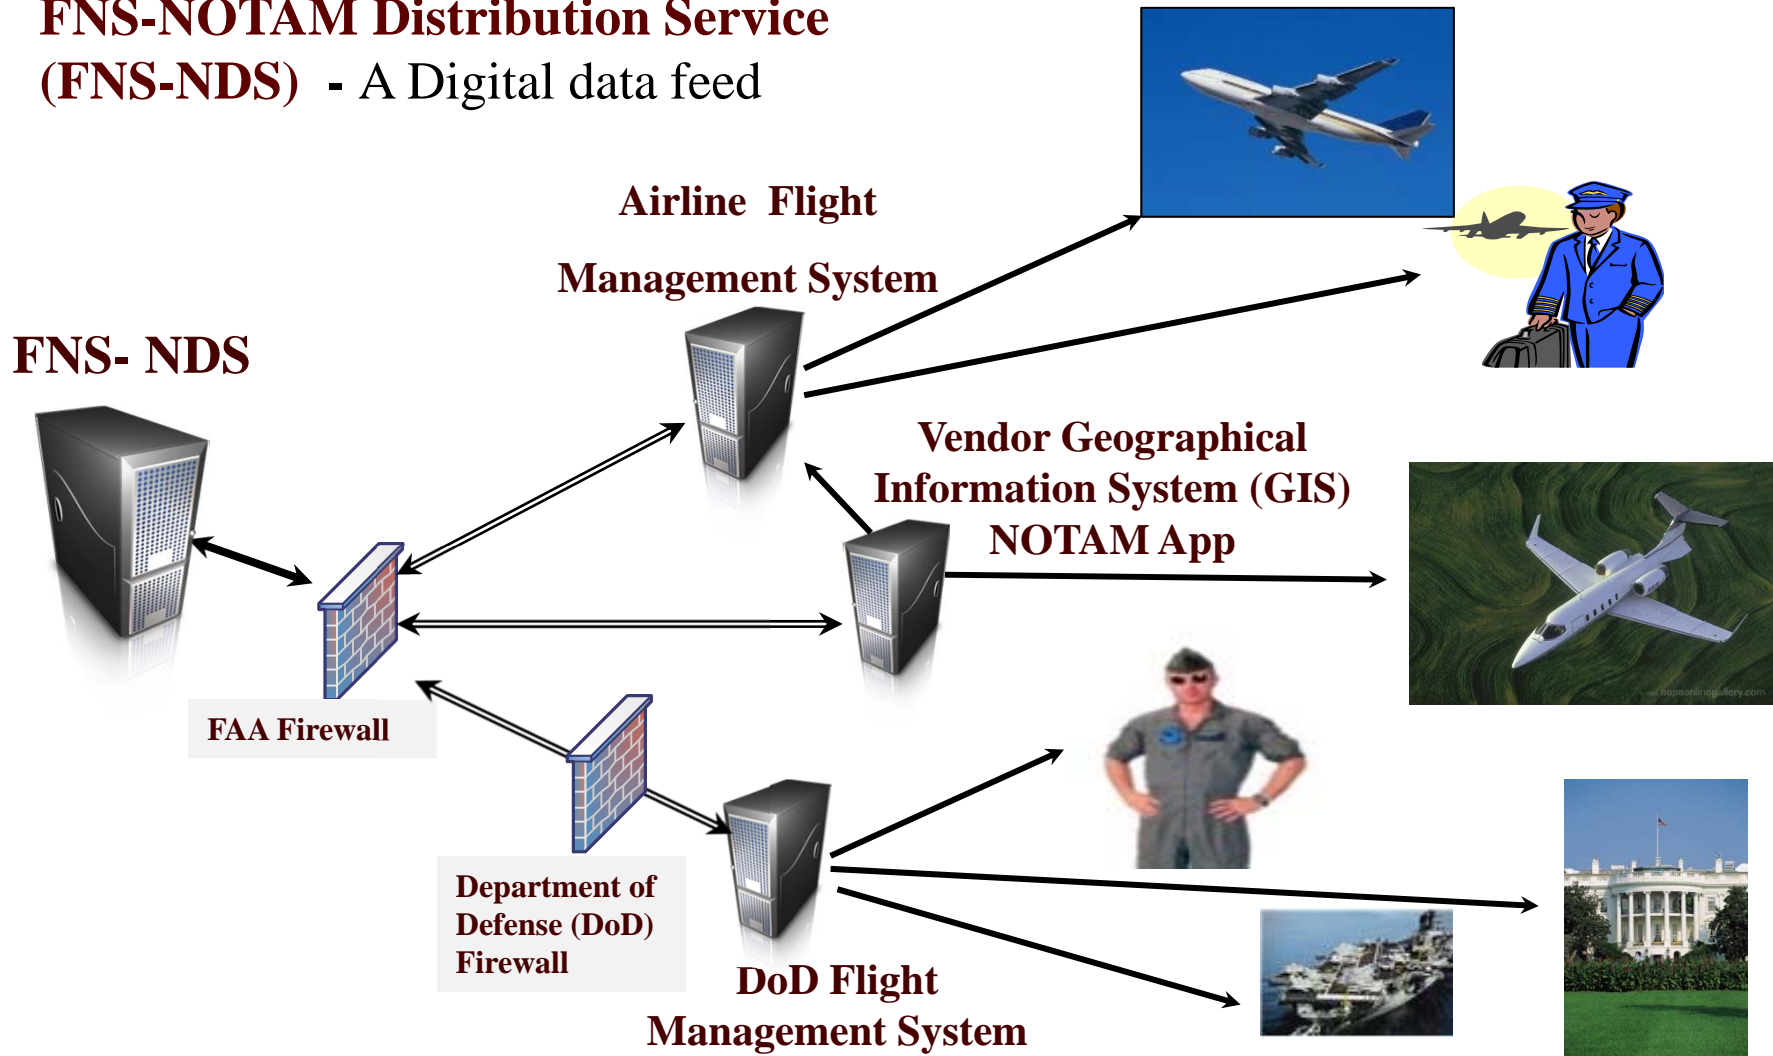 FNS-NOTAM Distribution Service
(FNS-NDS) - A Digital data feed
Airline Flight
Management System
FNS- NDS
Vendor Geographical
Information System (GIS)
NOTAM App
FAA Firewall
Department of
Defense (DoD)
Firewall
DoD Flight
Management System